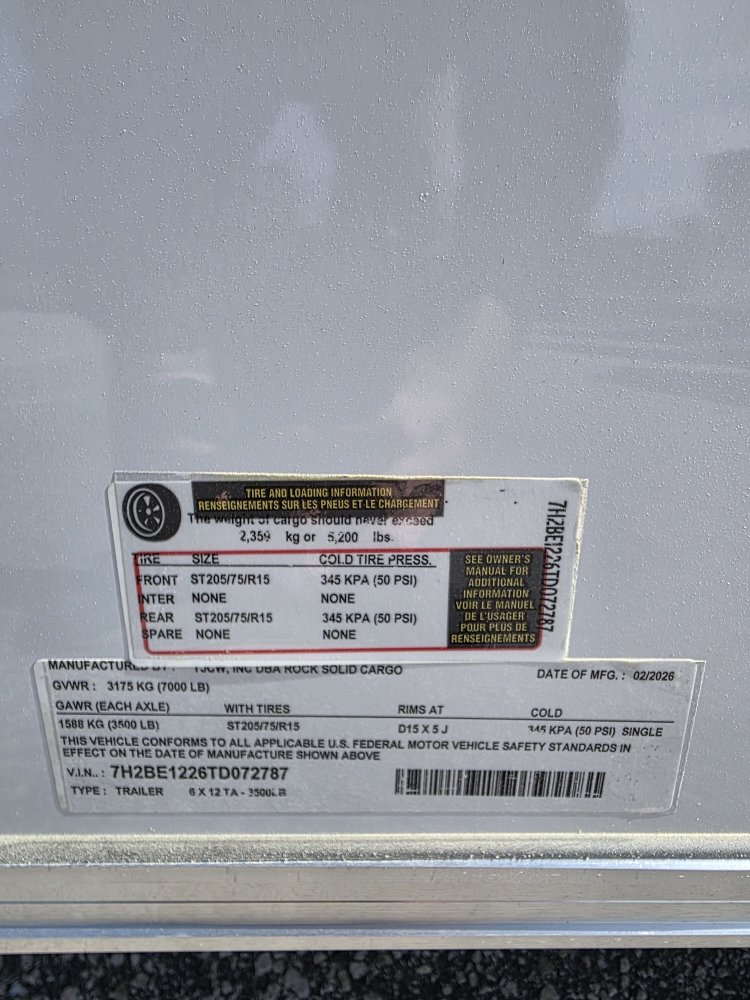 TIRE AND LOADING INFORMATION
RENSEIGNEMENTS SUR LES PNEUS ET LE CHARGEMENT
The weight of cargo should never exceed
2,359 kg or 5,200 lbs.
TIRE SIZE COLD TIRE PRESS.
FRONT ST205/75/R15 345 KPA (50 PSI)
INTER NONE NONE
REAR ST205/75/R15 345 KPA (50 PSI)
SPARE NONE NONE
SEE OWNER'S
MANUAL FOR
ADDITIONAL
INFORMATION
VOIR LE MANUEL
DE L'USAGER
POUR PLUS DE
RENSEIGNEMENTS
7H2BE1226TD072787
MANUFACTURED BY : TJCW, INC DBA ROCK SOLID CARGO DATE OF MFG. : 02/2026
GVWR : 3175 KG (7000 LB)
GAWR (EACH AXLE) WITH TIRES RIMS AT COLD
1588 KG (3500 LB) ST205/75/R15 D15 X 5 J 345 KPA (50 PSI) SINGLE
THIS VEHICLE CONFORMS TO ALL APPLICABLE U.S. FEDERAL MOTOR VEHICLE SAFETY STANDARDS IN
EFFECT ON THE DATE OF MANUFACTURE SHOWN ABOVE
V.I.N.. : 7H2BE1226TD072787
TYPE : TRAILER 6 X 12 TA - 3500LB